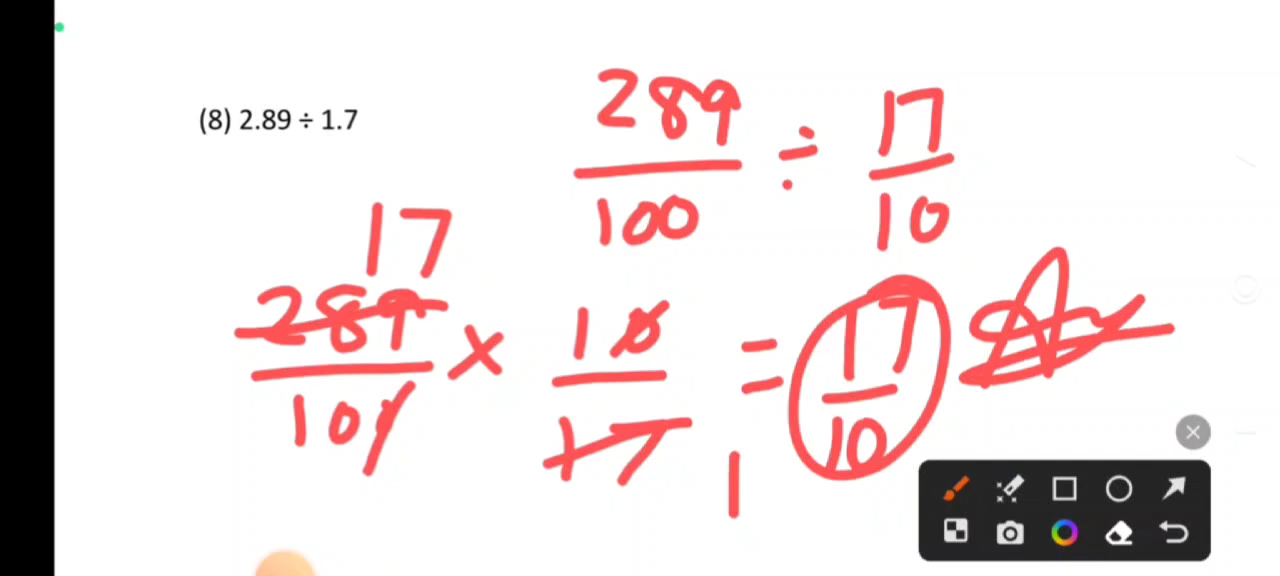 (8) 2.89 ÷ 1.7
289/100 ÷ 17/10
17
289/100 × 10/17 = 17/10
1